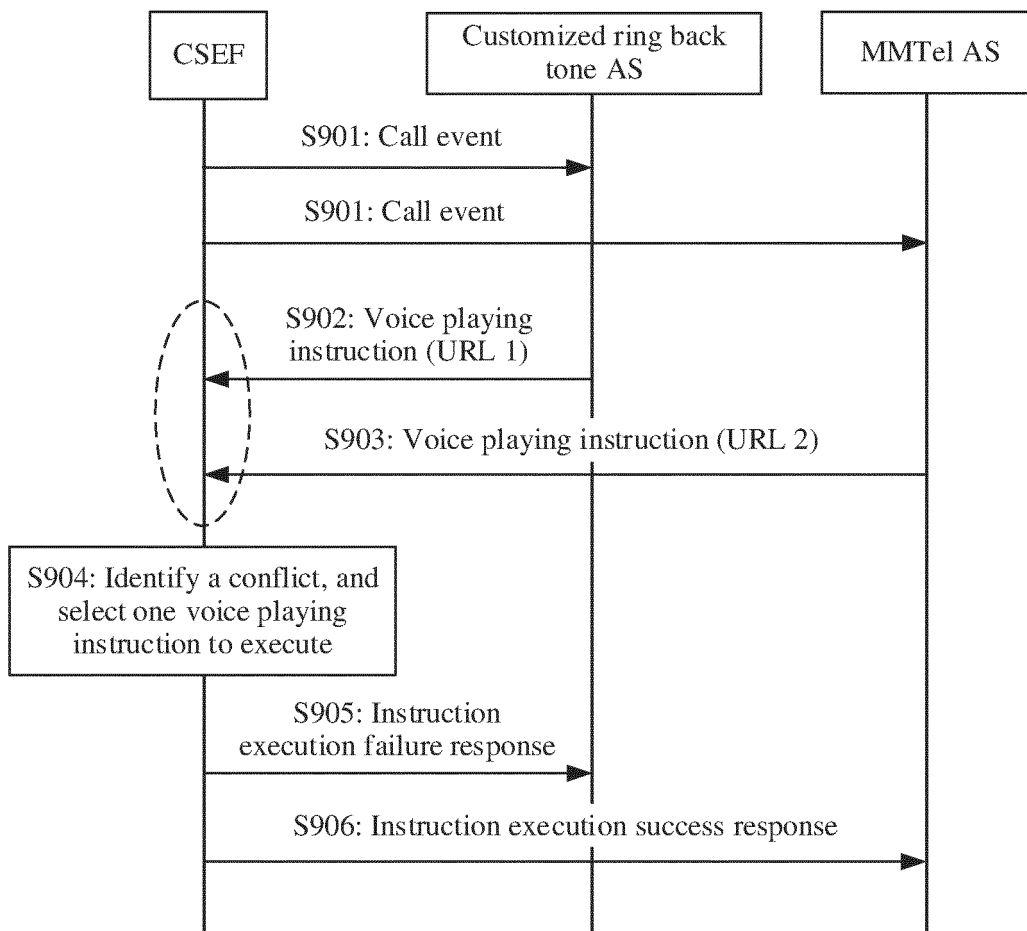 CSEF
Customized ring back
tone AS
MMTel AS
S901: Call event
S901: Call event
S902: Voice playing
instruction (URL 1)
S903: Voice playing instruction (URL 2)
S904: Identify a conflict, and
select one voice playing
instruction to execute
S905: Instruction
execution failure response
S906: Instruction execution success response